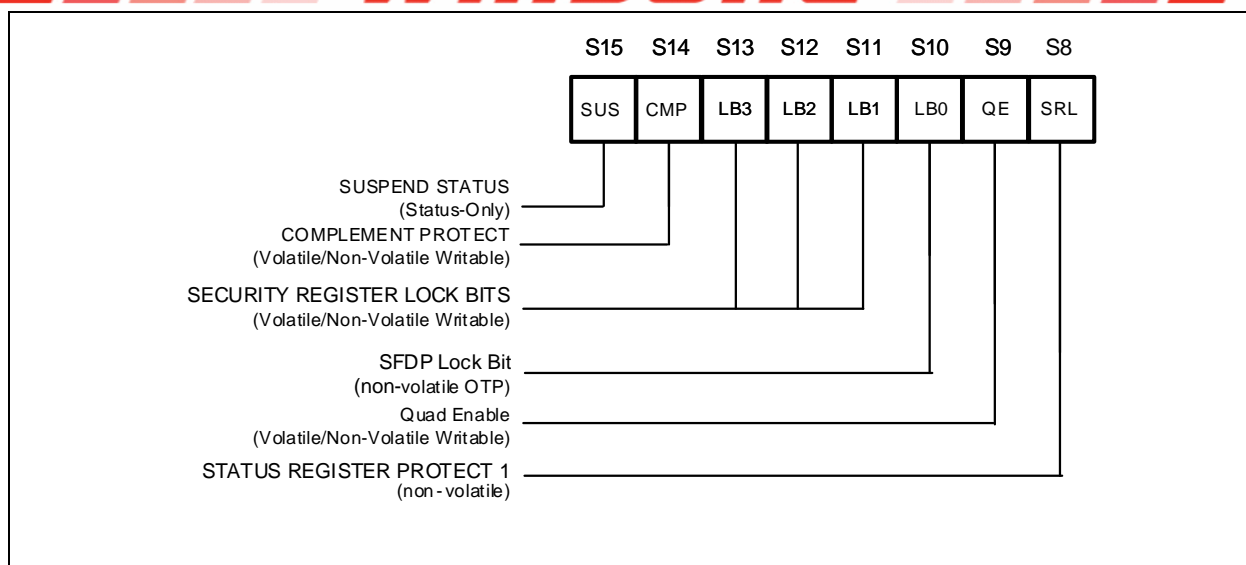 S15 S14 S13 S12 S11 S10 S9 S8
SUS CMP LB3 LB2 LB1 LB0 QE SRL
SUSPEND STATUS
(Status-Only)
COMPLEMENT PROTECT
(Volatile/Non-Volatile Writable)
SECURITY REGISTER LOCK BITS
(Volatile/Non-Volatile Writable)
SFDP Lock Bit
(non-volatile OTP)
Quad Enable
(Volatile/Non-Volatile Writable)
STATUS REGISTER PROTECT 1
(non-volatile)